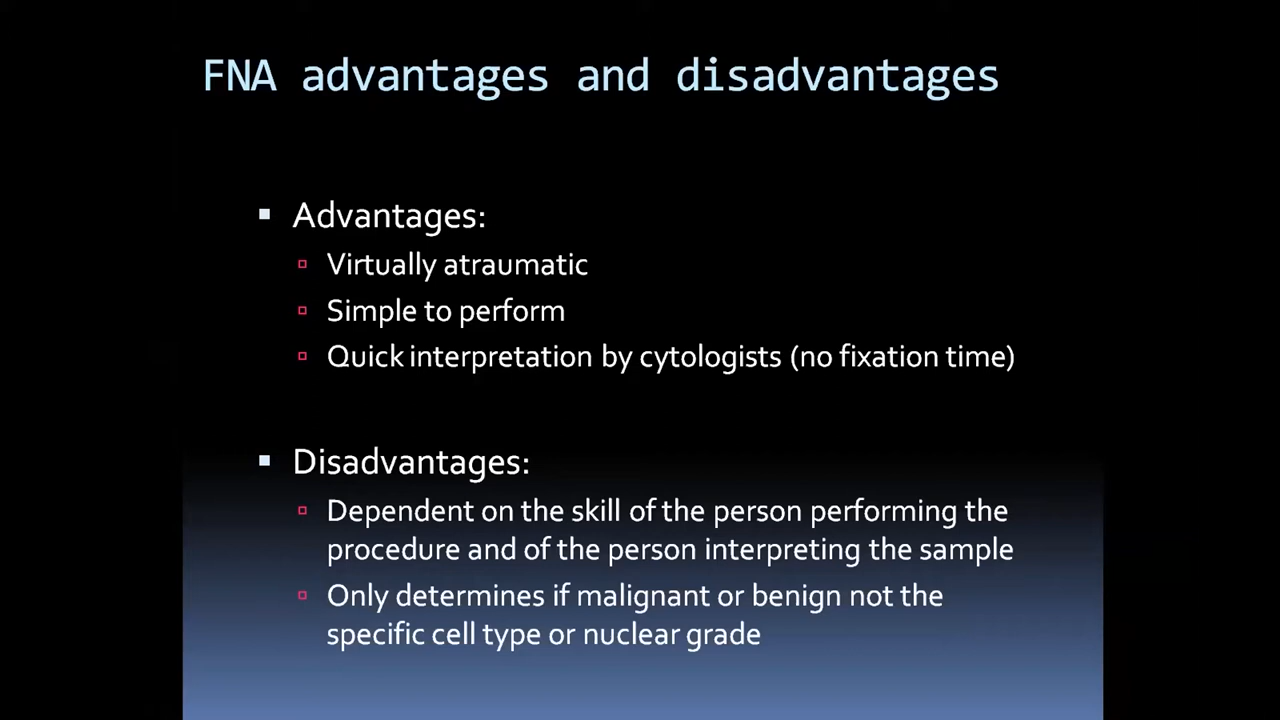 FNA advantages and disadvantages
Advantages:
Virtually atraumatic
Simple to perform
Quick interpretation by cytologists (no fixation time)
Disadvantages:
Dependent on the skill of the person performing the
procedure and of the person interpreting the sample
Only determines if malignant or benign not the
specific cell type or nuclear grade